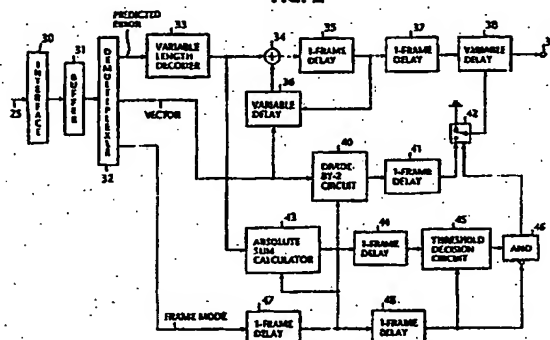 30
INTERFACE
25
31
BUFFER
DEMULTIPLEXER
32
PREDICTED
ERROR
33
VARIABLE
LENGTH
DECODER
34
35
1-FRAME
DELAY
37
1-FRAME
DELAY
38
VARIABLE DELAY
36
VARIABLE
DELAY
VECTOR
40
DIVIDE-
BY-2
CIRCUIT
41
1-FRAME
DELAY
42
43
ABSOLUTE
SUM
CALCULATOR
44
1-FRAME
DELAY
45
THRESHOLD
DECISION
CIRCUIT
46
AND
FRAME MODE
47
1-FRAME
DELAY
48
1-FRAME
DELAY